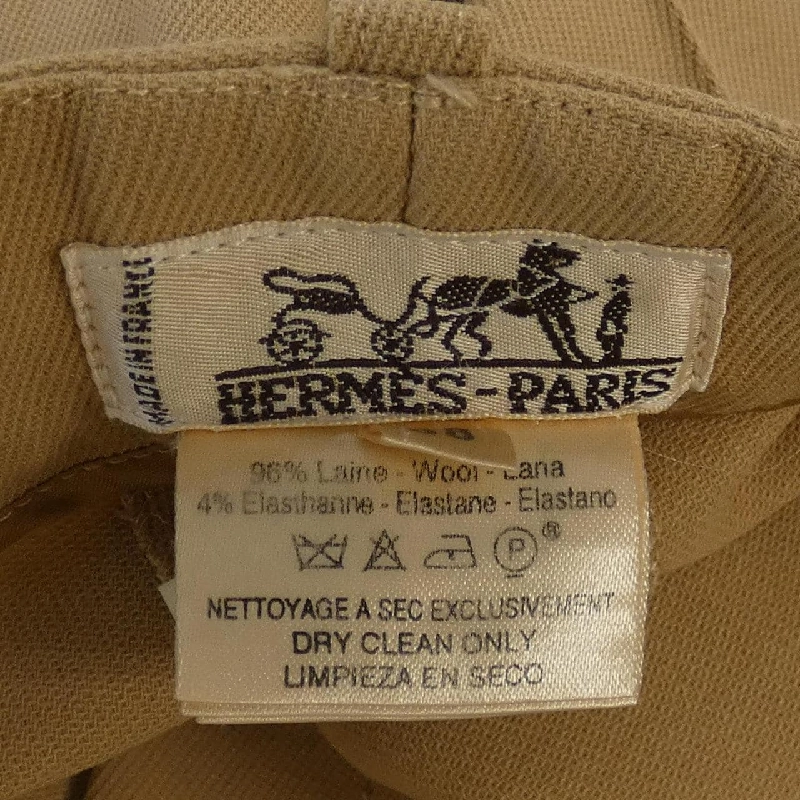 MADE IN FRANCE
HERMÈS-PARIS
96% Laine - Wool - Lana
4% Elasthanne - Elastane - Elastano
P ®
NETTOYAGE A SEC EXCLUSIVEMENT
DRY CLEAN ONLY
LIMPIEZA EN SECO